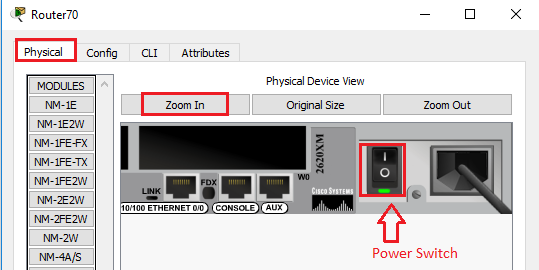 Router70
Physical
Config
CLI
Attributes
MODULES
NM-1E
NM-1E2W
NM-1FE-FX
NM-1FE-TX
NM-1FE2W
NM-2E2W
NM-2FE2W
NM-2W
NM-4A/S
Physical Device View
Zoom In
Original Size
Zoom Out
2620XM
W0
LINK
FDX
CISCO SYSTEMS
10/100 ETHERNET 0/0
CONSOLE
AUX
I
O
Power Switch